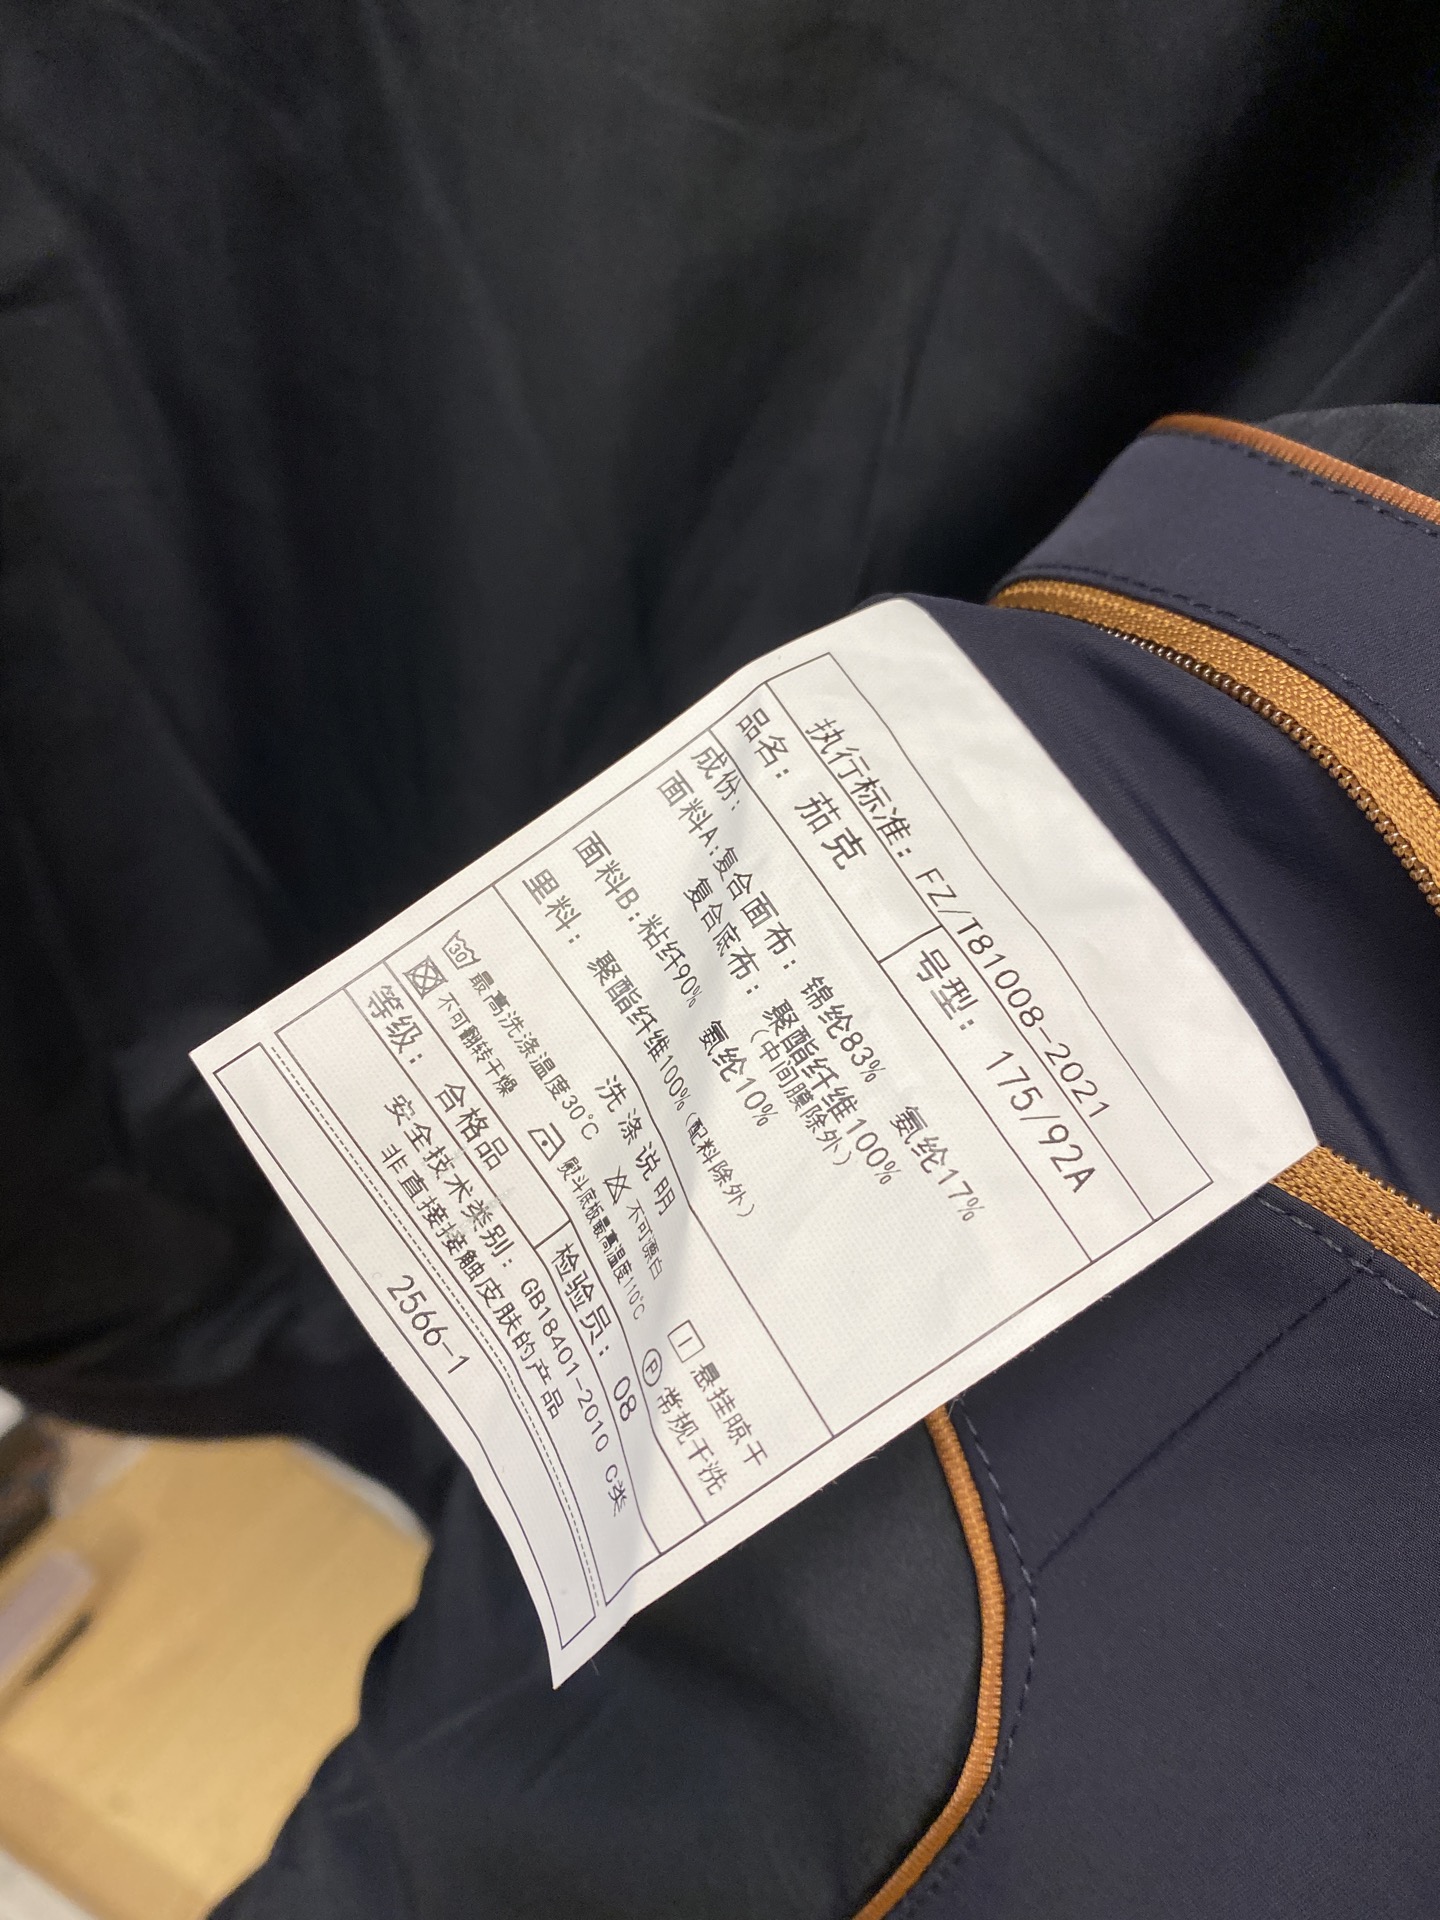 执行标准：FZ/T81008-2021
品名：茄克 号型：175/92A
成份：
面料A：复合面布：锦纶83% 氨纶17%
复合底布：聚酯纤维100%
（中间膜除外）
面料B：粘纤90% 氨纶10%
里料：聚酯纤维100%（配料除外）
洗涤说明
30 最高洗涤温度30℃ 不可漂白 悬挂晾干
不可翻转干燥 熨斗底板最高温度110℃ P 常规干洗
等级：合格品 检验员：08
安全技术类别：GB18401-2010 C类
非直接接触皮肤的产品
2566-1